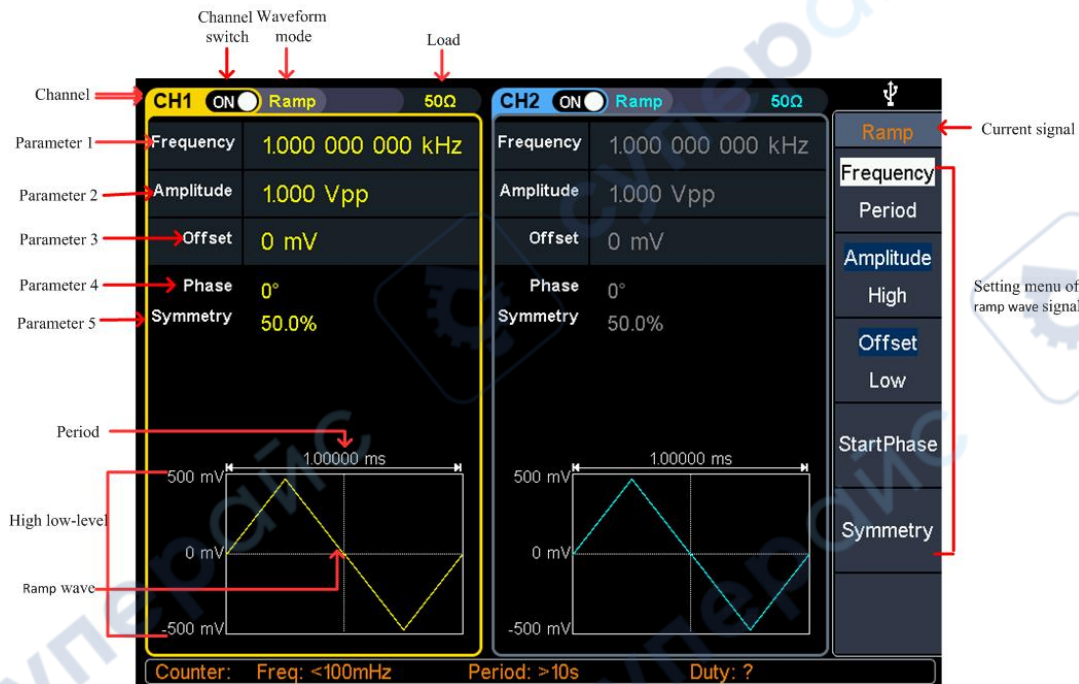 Channel Waveform
switch mode
Load
Channel
CH1 ON Ramp 50Ω
CH2 ON Ramp 50Ω
Parameter 1
Frequency 1.000 000 000 kHz
Frequency 1.000 000 000 kHz
Ramp
Current signal
Parameter 2
Amplitude 1.000 Vpp
Amplitude 1.000 Vpp
Frequency
Period
Parameter 3
Offset 0 mV
Offset 0 mV
Amplitude
High
Parameter 4
Phase 0°
Phase 0°
Setting menu of
ramp wave signal
Parameter 5
Symmetry 50.0%
Symmetry 50.0%
Offset
Low
StartPhase
Symmetry
Period
1.00000 ms
1.00000 ms
500 mV
500 mV
High low-level
0 mV
0 mV
Ramp wave
-500 mV
-500 mV
Counter: Freq: <100mHz Period: >10s Duty: ?
суперайс
суперайс